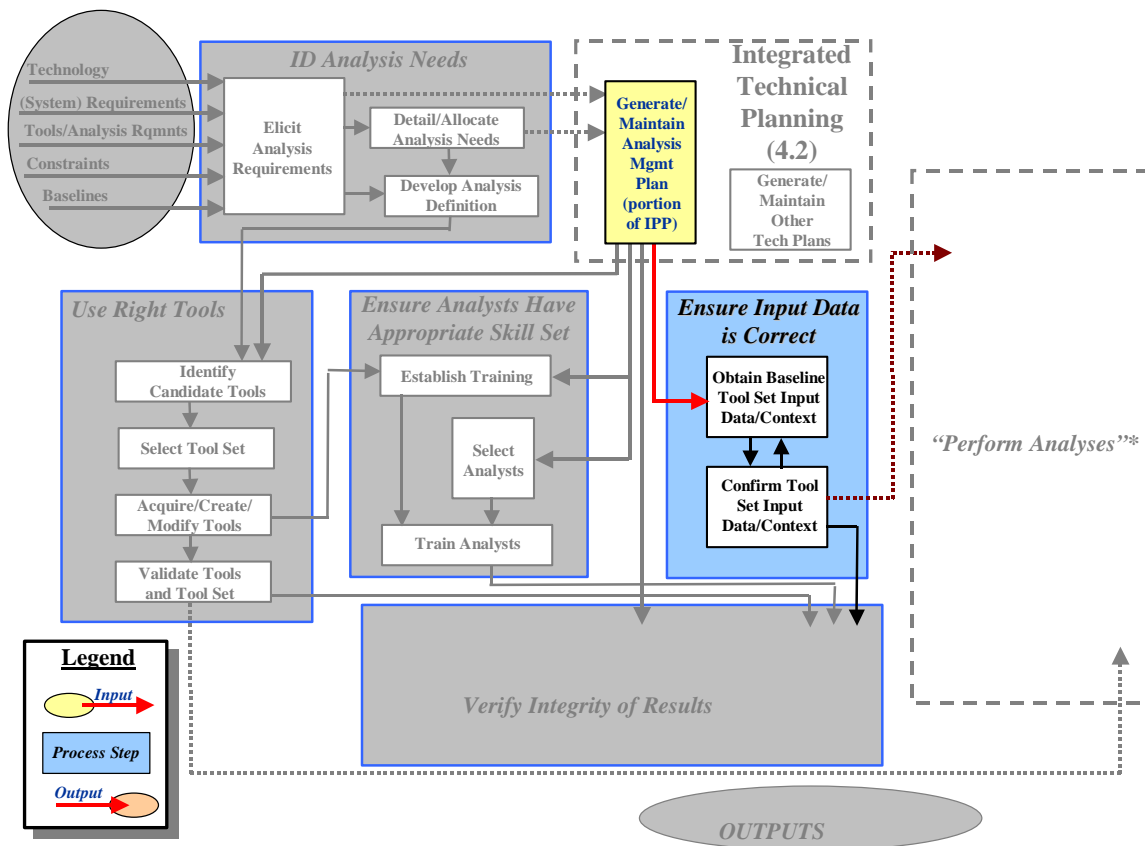 Technology
(System) Requirements
Tools/Analysis Rqmnts
Constraints
Baselines
ID Analysis Needs
Elicit
Analysis
Requirements
Detail/Allocate
Analysis Needs
Develop Analysis
Definition
Generate/
Maintain Analysis
Mgmt
Plan
(portion
of IPP)
Integrated
Technical
Planning
(4.2)
Generate/
Maintain
Other
Tech Plans
Use Right Tools
Identify
Candidate Tools
Select Tool Set
Acquire/Create/
Modify Tools
Validate Tools
and Tool Set
Ensure Analysts Have
Appropriate Skill Set
Establish Training
Select
Analysts
Train Analysts
Ensure Input Data
is Correct
Obtain Baseline
Tool Set Input
Data/Context
Confirm Tool
Set Input
Data/Context
“Perform Analyses”*
Verify Integrity of Results
Legend
Input
Process Step
Output
OUTPUTS